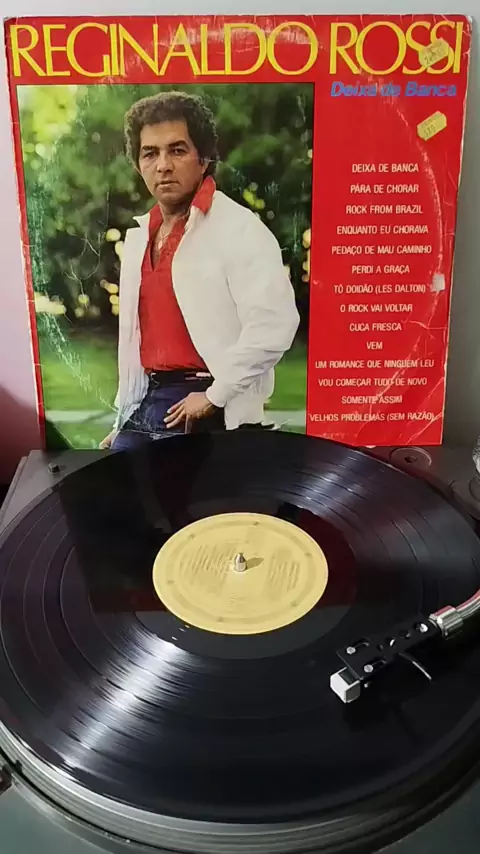 REGINALDO ROSSI
Deixa de Banca
DEIXA DE BANCA
PÁRA DE CHORAR
ROCK FROM BRAZIL
ENQUANTO EU CHORAVA
PEDAÇO DE MAU CAMINHO
PERDI A GRAÇA
TÔ DOIDÃO (LES DALTON)
O ROCK VAI VOLTAR
CUCA FRESCA
VEM
UM ROMANCE QUE NINGUÉM LEU
VOU COMEÇAR TUDO DE NOVO
SOMENTE ASSIM
VELHOS PROBLEMAS (SEM RAZÃO)